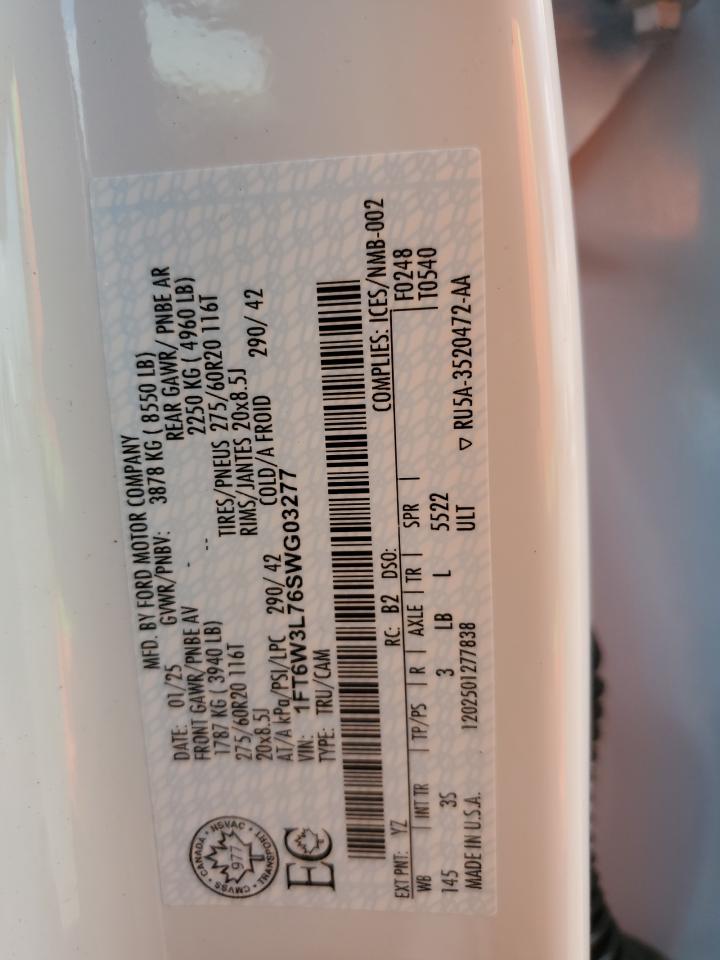 MFD. BY FORD MOTOR COMPANY
DATE: 01/25 GVWR/PNBV: 3878 KG ( 8550 LB)
FRONT GAWR/PNBE AV REAR GAWR/ PNBE AR
1787 KG ( 3940 LB) - -- 2250 KG ( 4960 LB)
275/60R20 116T TIRES/PNEUS 275/60R20 116T
20x8.5J RIMS/JANTES 20x8.5J
AT/A kPa/PSI/LPC 290/ 42 COLD/A FROID 290/ 42
VIN: 1FT6W3L76SWG03277
TYPE: TRU/CAM
COMPLIES: ICES/NMB-002
EXT PNT: YZ RC: B2 DSO: F0248
WB INT TR TP/PS R AXLE TR SPR T0540
145 3S 3 LB L 5522
MADE IN U.S.A. 1202501277838 ULT ▽ RU5A-3520472-AA
CANADA • NSVAC • TRANSPORT • CMVSS
977
EC